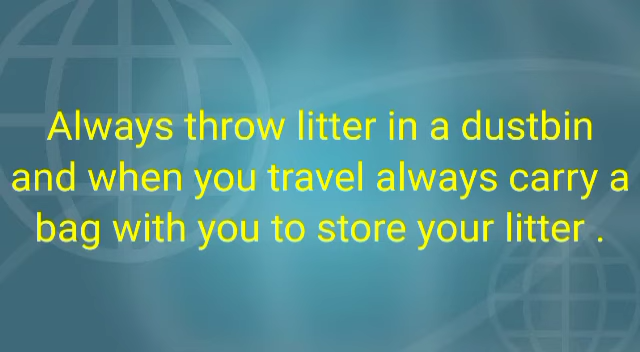 Always throw litter in a dustbin
and when you travel always carry a
bag with you to store your litter .